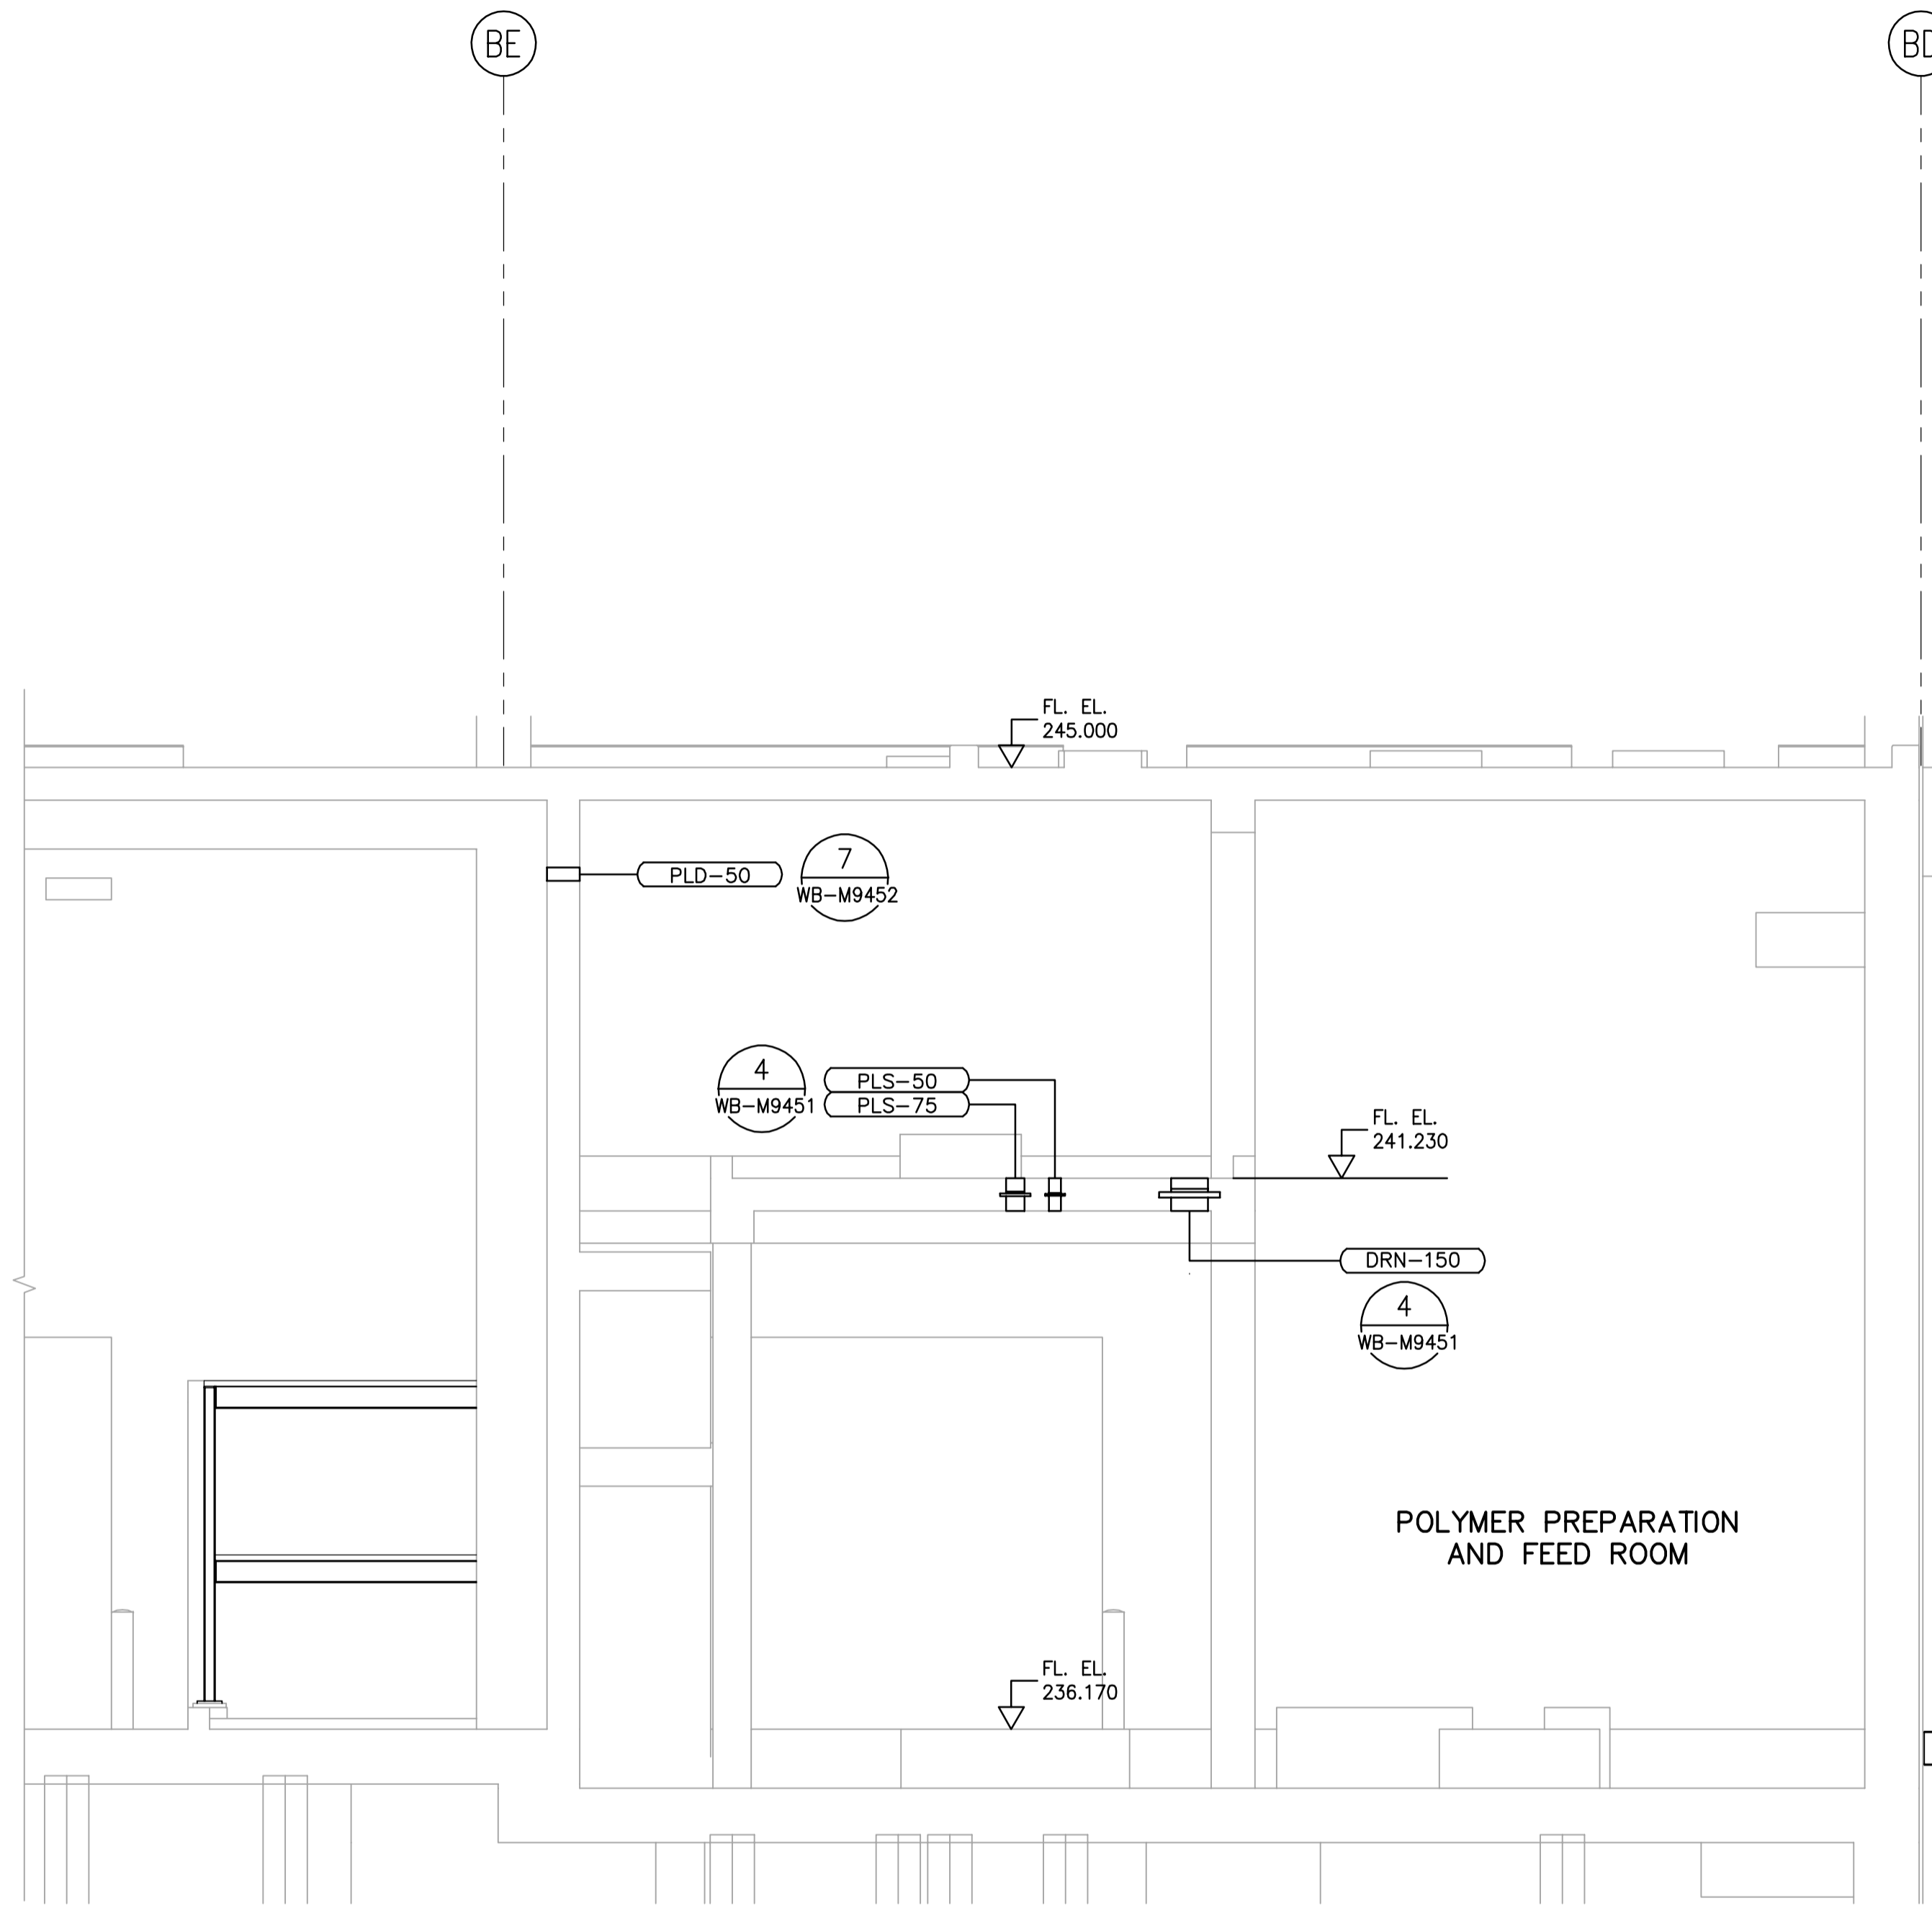 BE
BD
FL. EL.
245.000
PLD-50
7
WB-M9452
4
WB-M9451
PLS-50
PLS-75
FL. EL.
241.230
DRN-150
4
WB-M9451
POLYMER PREPARATION
AND FEED ROOM
FL. EL.
236.170